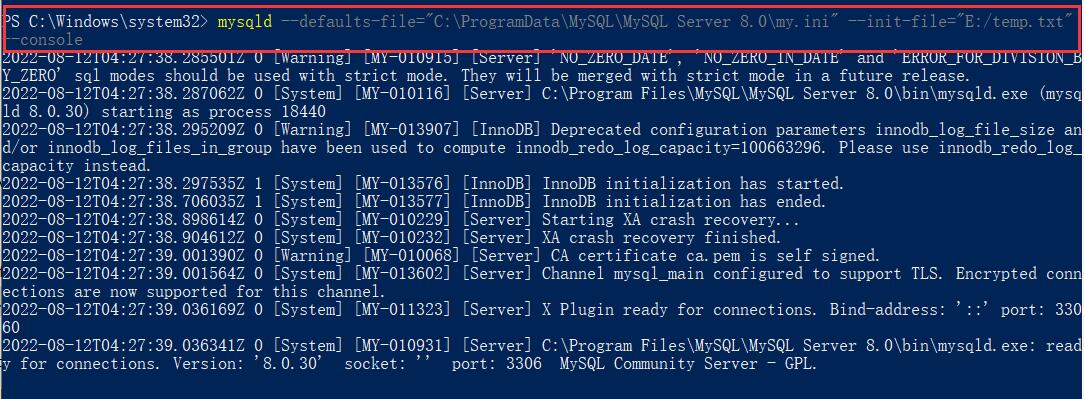 PS C:\Windows\system32> mysqld --defaults-file="C:\ProgramData\MySQL\MySQL Server 8.0\my.ini" --init-file="E:/temp.txt"
--console
2022-08-12T04:27:38.285501Z 0 [Warning] [MY-010915] [Server] 'NO_ZERO_DATE', 'NO_ZERO_IN_DATE' and 'ERROR_FOR_DIVISION_B
Y_ZERO' sql modes should be used with strict mode. They will be merged with strict mode in a future release.
2022-08-12T04:27:38.287062Z 0 [System] [MY-010116] [Server] C:\Program Files\MySQL\MySQL Server 8.0\bin\mysqld.exe (mysq
ld 8.0.30) starting as process 18440
2022-08-12T04:27:38.295209Z 0 [Warning] [MY-013907] [InnoDB] Deprecated configuration parameters innodb_log_file_size an
d/or innodb_log_files_in_group have been used to compute innodb_redo_log_capacity=100663296. Please use innodb_redo_log_
capacity instead.
2022-08-12T04:27:38.297535Z 1 [System] [MY-013576] [InnoDB] InnoDB initialization has started.
2022-08-12T04:27:38.706035Z 1 [System] [MY-013577] [InnoDB] InnoDB initialization has ended.
2022-08-12T04:27:38.898614Z 0 [System] [MY-010229] [Server] Starting XA crash recovery...
2022-08-12T04:27:38.904612Z 0 [System] [MY-010232] [Server] XA crash recovery finished.
2022-08-12T04:27:39.001390Z 0 [Warning] [MY-010068] [Server] CA certificate ca.pem is self signed.
2022-08-12T04:27:39.001564Z 0 [System] [MY-013602] [Server] Channel mysql_main configured to support TLS. Encrypted conn
ections are now supported for this channel.
2022-08-12T04:27:39.036169Z 0 [System] [MY-011323] [Server] X Plugin ready for connections. Bind-address: '::' port: 330
60
2022-08-12T04:27:39.036341Z 0 [System] [MY-010931] [Server] C:\Program Files\MySQL\MySQL Server 8.0\bin\mysqld.exe: read
y for connections. Version: '8.0.30'  socket: ''  port: 3306  MySQL Community Server - GPL.